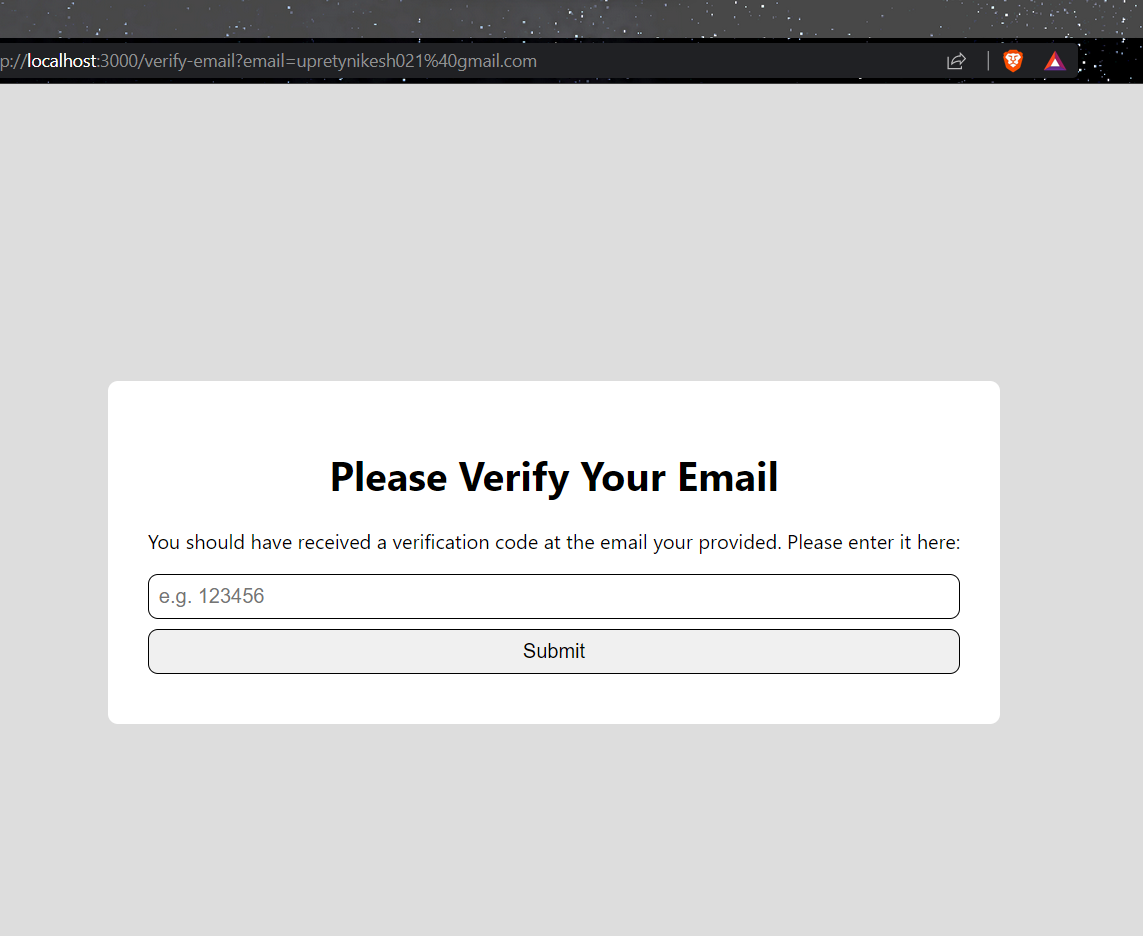 p://localhost:3000/verify-email?email=upretynikesh021%40gmail.com
Please Verify Your Email
You should have received a verification code at the email your provided. Please enter it here:
e.g. 123456
Submit